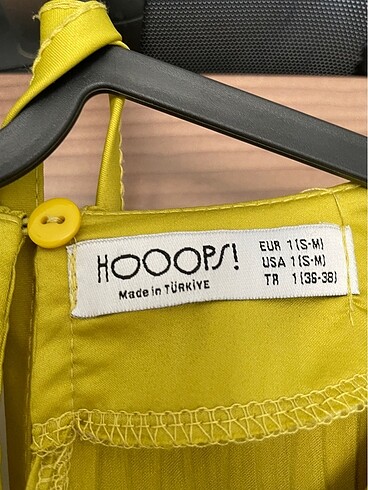 HOOOPS!
Made in TÜRKİYE
EUR 1 (S-M)
USA 1 (S-M)
TR 1 (36-38)